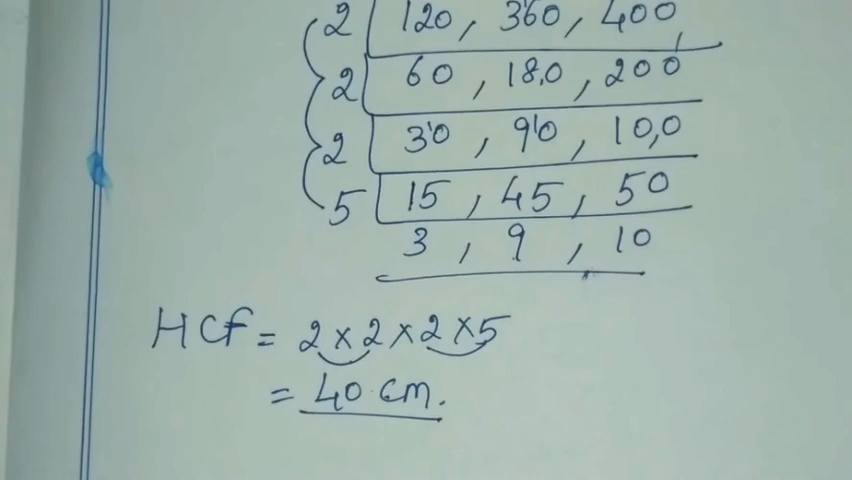 2 120, 360, 400
2 60, 180, 200
2 30, 90, 100
5 15, 45, 50
3, 9, 10
HCF = 2×2×2×5
= 40 cm.